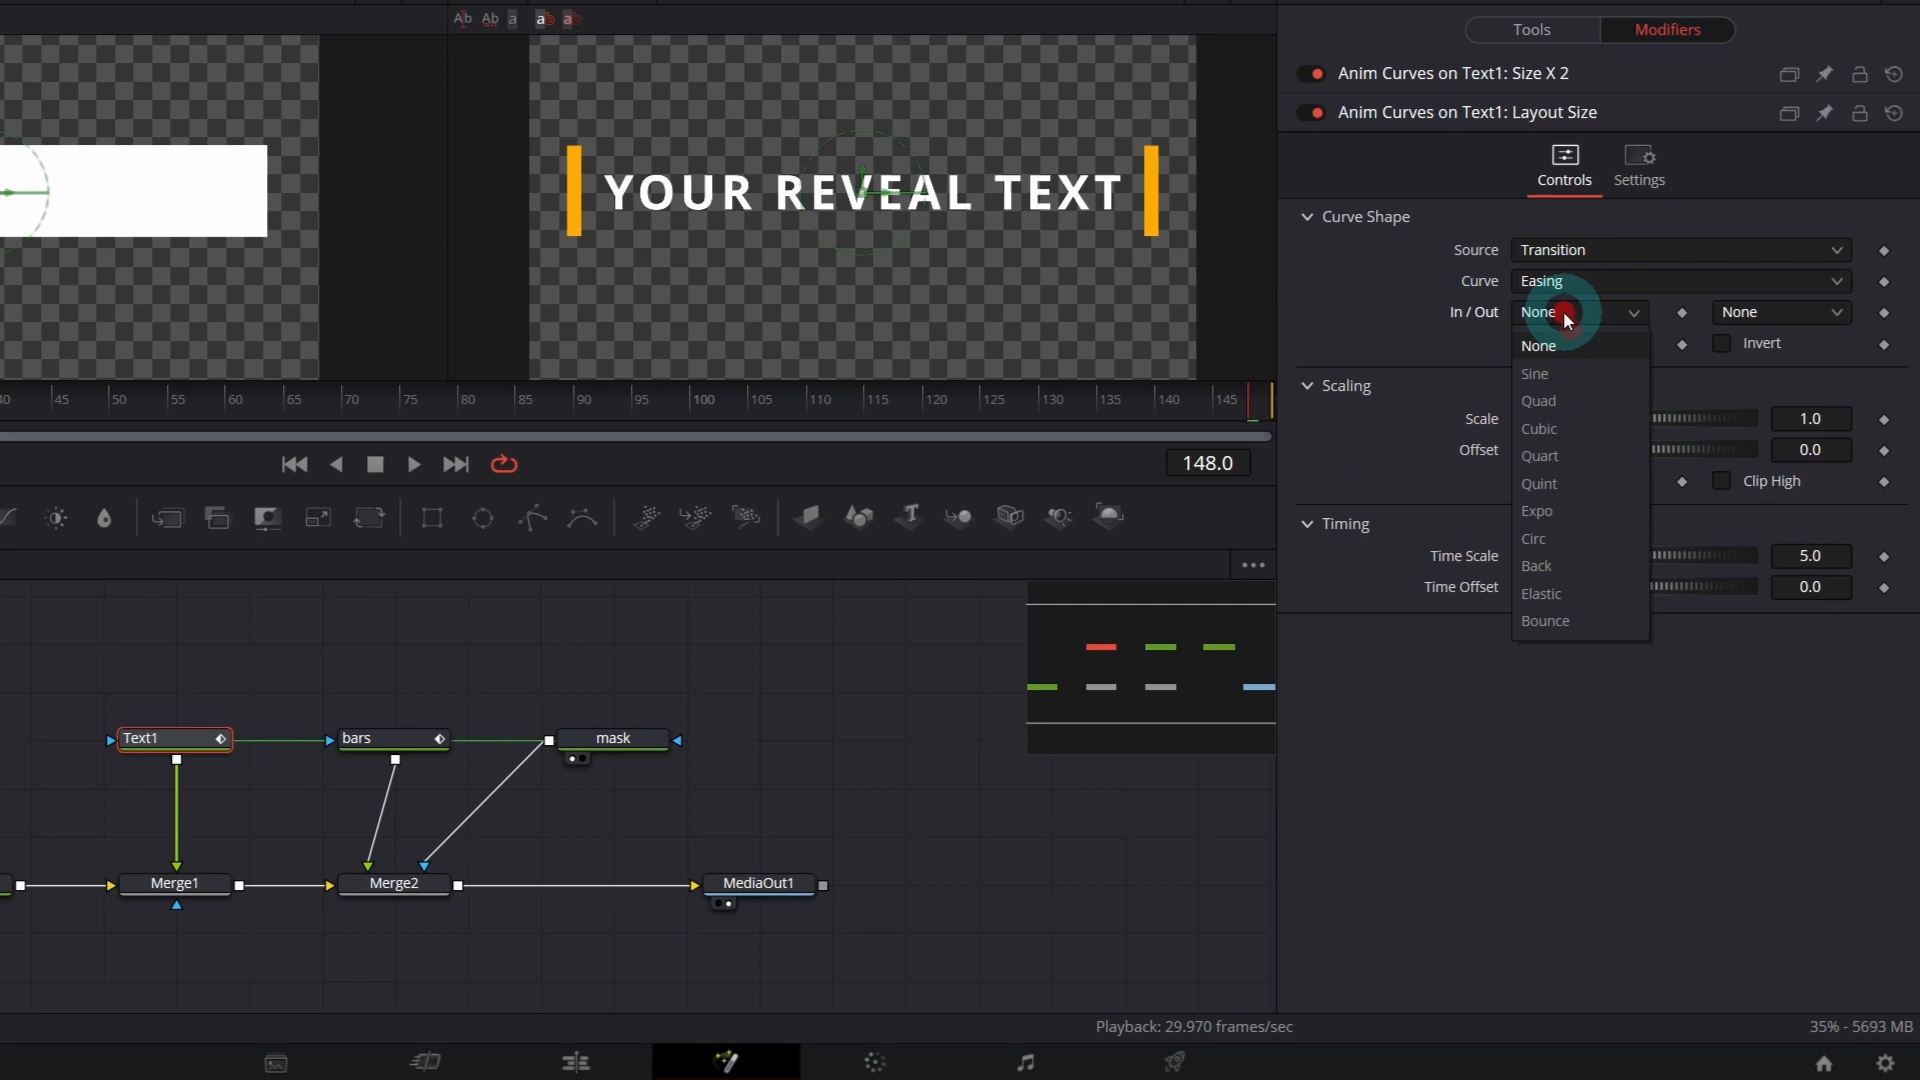 Ab Ab a a a
Tools Modifiers
Anim Curves on Text1: Size X 2
Anim Curves on Text1: Layout Size
Controls Settings
YOUR REVEAL TEXT
Curve Shape
Source Transition
Curve Easing
In / Out None None
None
Invert
Sine
Scaling
Quad
Scale 1.0
Cubic
Offset 0.0
Quart
Quint
Clip High
Expo
Timing
Circ
Time Scale 5.0
Back
Time Offset 0.0
Elastic
Bounce
40 45 50 55 60 65 70 75 80 85 90 95 100 105 110 115 120 125 130 135 140 145
148.0
Text1 bars mask
Merge1 Merge2 MediaOut1
Playback: 29.970 frames/sec
35% - 5693 MB